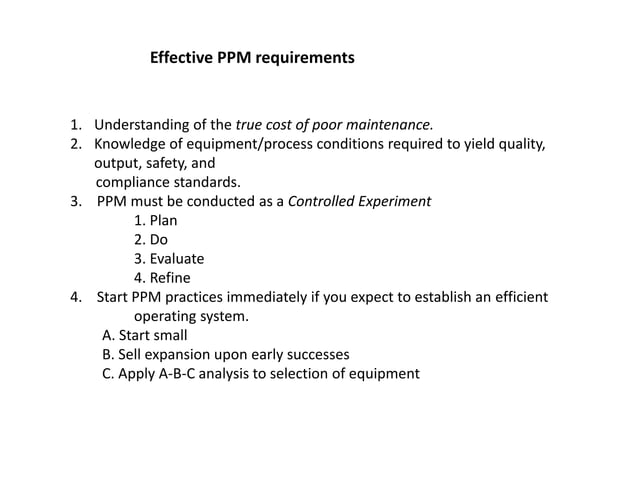 Effective PPM requirements
1. Understanding of the true cost of poor maintenance.
2. Knowledge of equipment/process conditions required to yield quality,
output, safety, and
compliance standards.
3. PPM must be conducted as a Controlled Experiment
1. Plan
2. Do
3. Evaluate
4. Refine
4. Start PPM practices immediately if you expect to establish an efficient
operating system.
A. Start small
B. Sell expansion upon early successes
C. Apply A-B-C analysis to selection of equipment